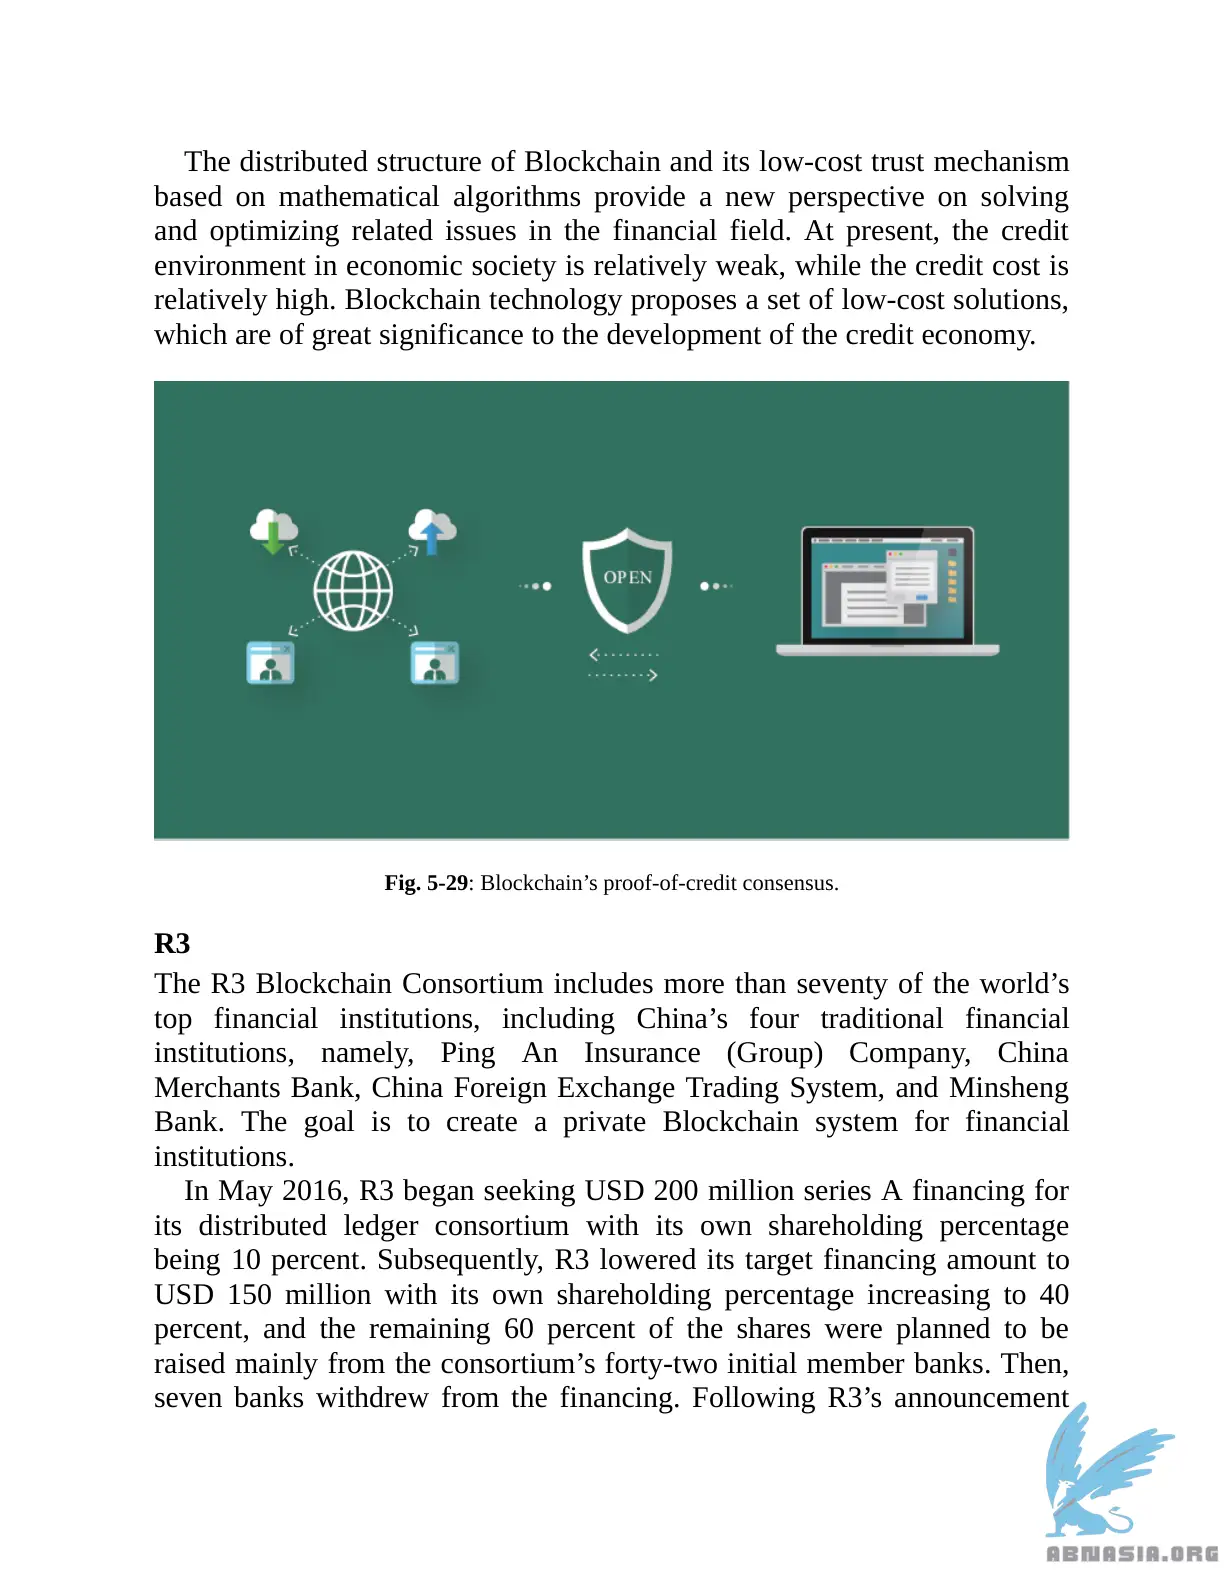 The distributed structure of Blockchain and its low-cost trust mechanism
based on mathematical algorithms provide a new perspective on solving
and optimizing related issues in the financial field. At present, the credit
environment in economic society is relatively weak, while the credit cost is
relatively high. Blockchain technology proposes a set of low-cost solutions,
which are of great significance to the development of the credit economy.
OPEN
Fig. 5-29: Blockchain’s proof-of-credit consensus.
R3
The R3 Blockchain Consortium includes more than seventy of the world’s
top financial institutions, including China’s four traditional financial
institutions, namely, Ping An Insurance (Group) Company, China
Merchants Bank, China Foreign Exchange Trading System, and Minsheng
Bank. The goal is to create a private Blockchain system for financial
institutions.
In May 2016, R3 began seeking USD 200 million series A financing for
its distributed ledger consortium with its own shareholding percentage
being 10 percent. Subsequently, R3 lowered its target financing amount to
USD 150 million with its own shareholding percentage increasing to 40
percent, and the remaining 60 percent of the shares were planned to be
raised mainly from the consortium’s forty-two initial member banks. Then,
seven banks withdrew from the financing. Following R3’s announcement
ABNASIA.ORG